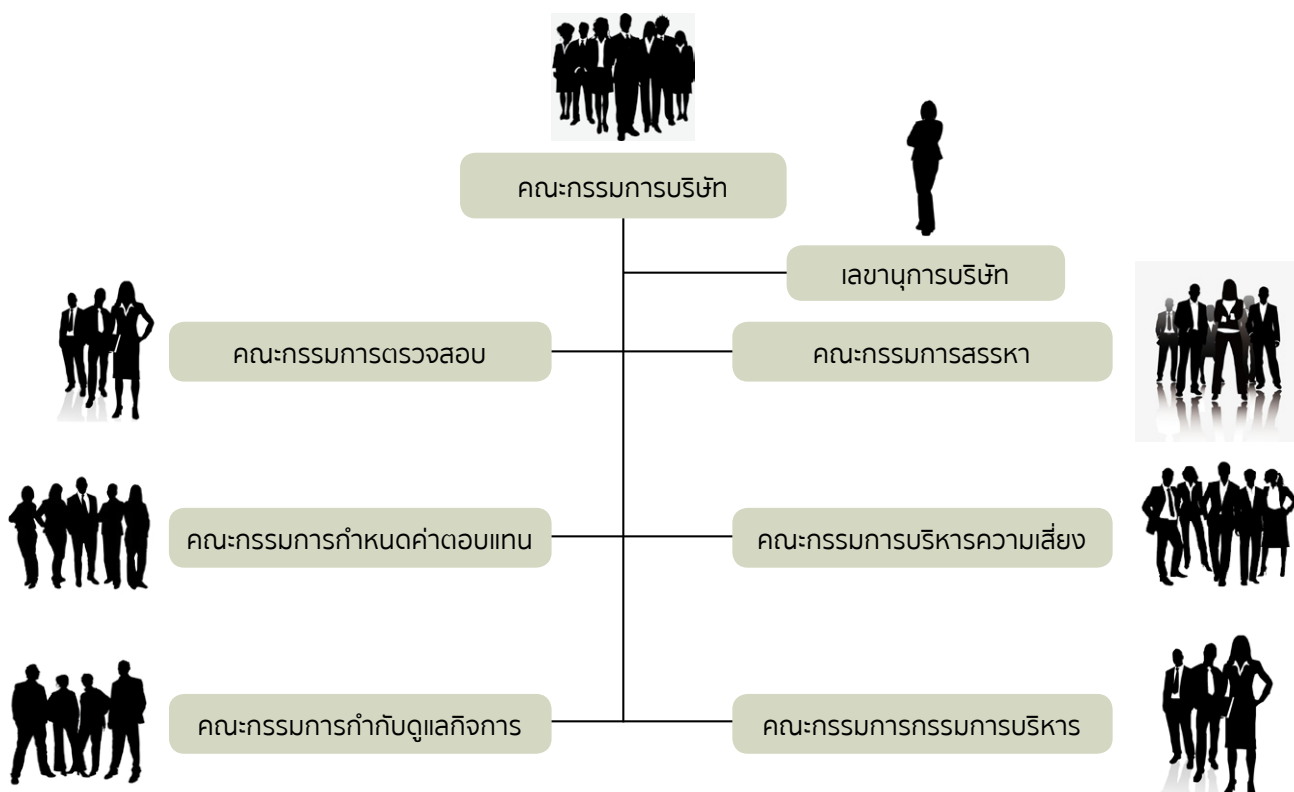 คณะกรรมการบริษัท
เลขานุการบริษัท
คณะกรรมการตรวจสอบ
คณะกรรมการสรรหา
คณะกรรมการกำหนดค่าตอบแทน
คณะกรรมการบริหารความเสี่ยง
คณะกรรมการกำกับดูแลกิจการ
คณะกรรมการกรรมการบริหาร